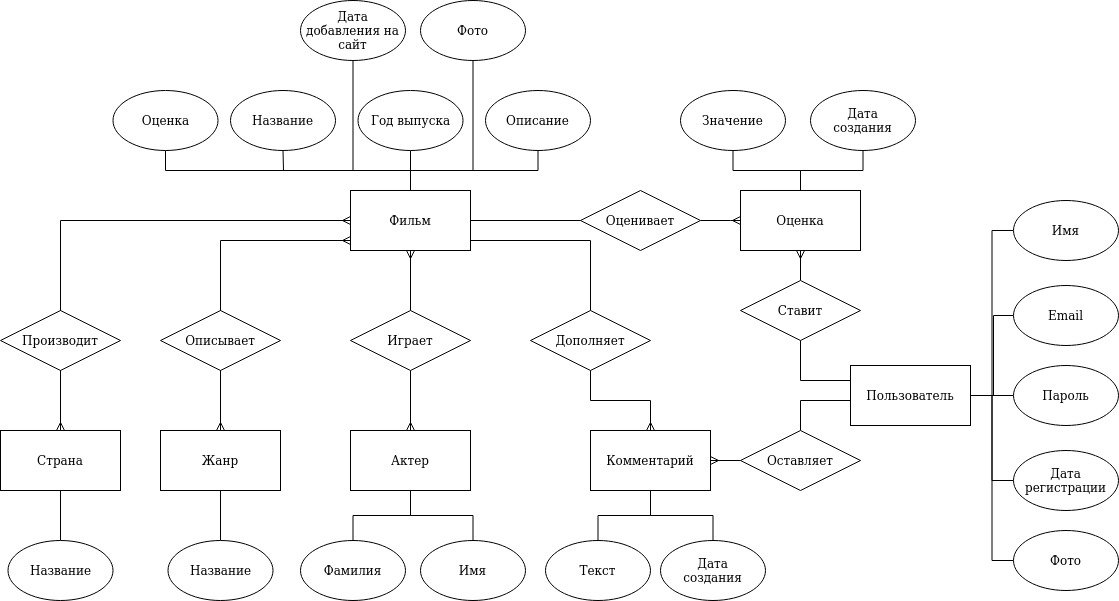 Дата
добавления на
сайт
Фото
Оценка
Название
Год выпуска
Описание
Значение
Дата
создания
Фильм
Оценивает
Оценка
Имя
Производит
Описывает
Играет
Дополняет
Ставит
Email
Пользователь
Пароль
Страна
Жанр
Актер
Комментарий
Оставляет
Дата
регистрации
Название
Название
Фамилия
Имя
Текст
Дата
создания
Фото